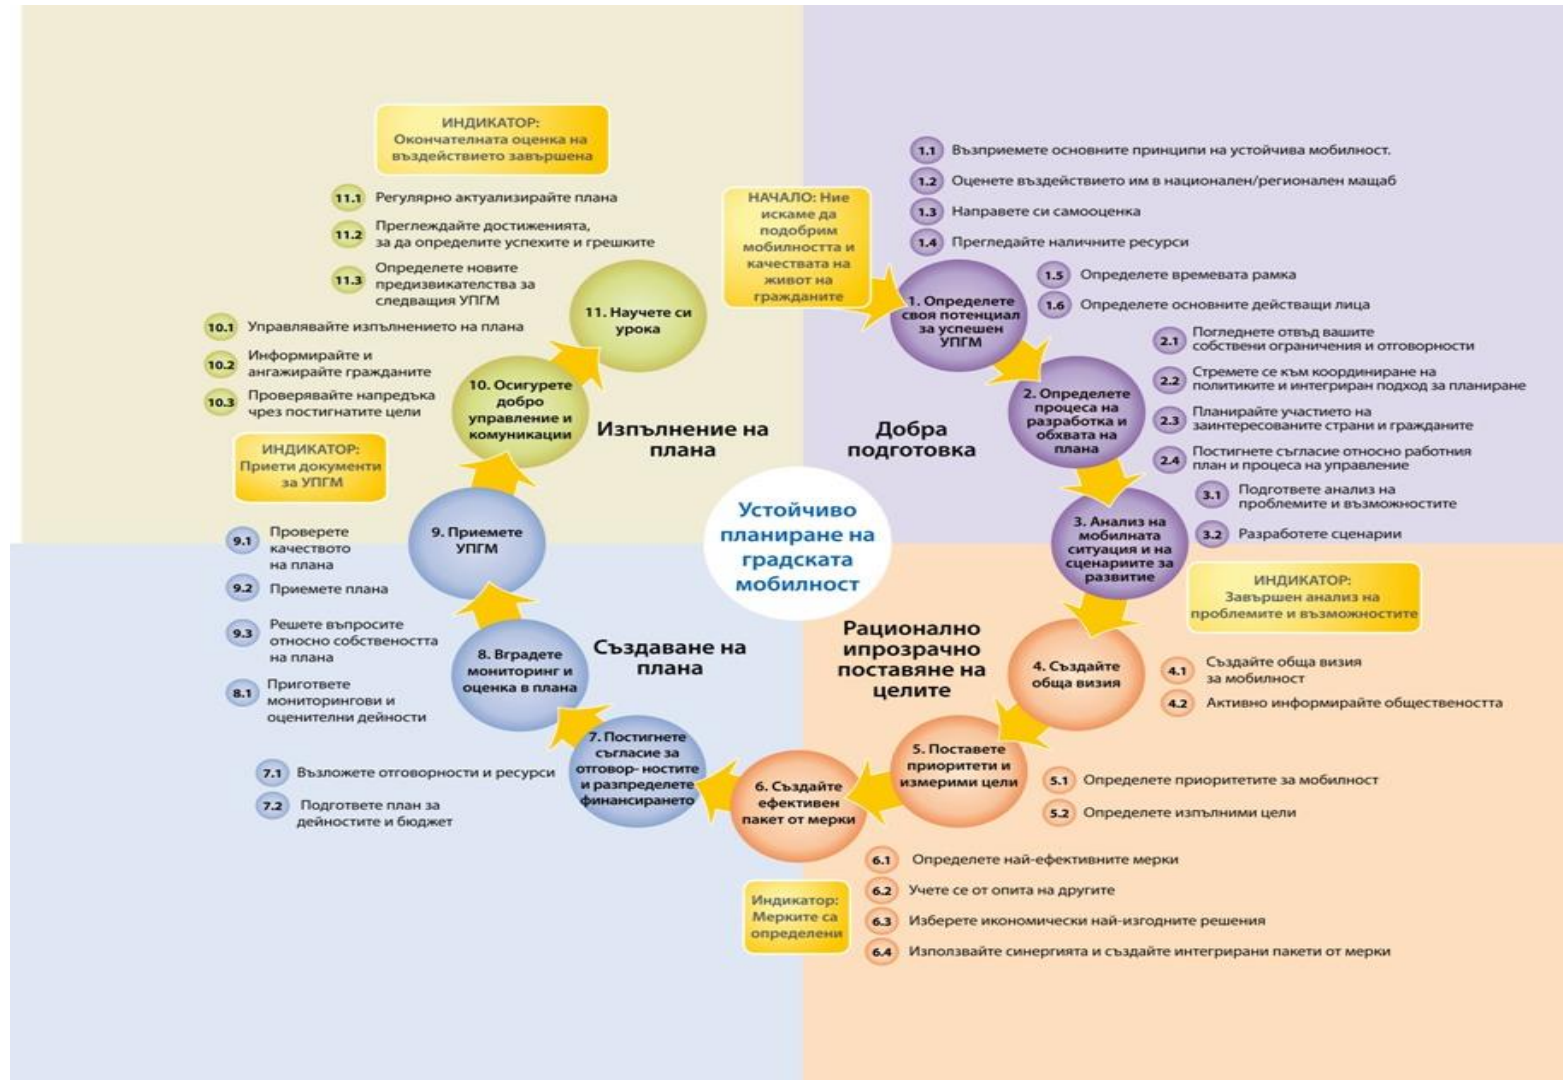 НАЧАЛО: Ние
искаме да
подобрим
мобилността и
качествата на
живот на
гражданите
1. Определете
своя потенциал
за успешен
УПГМ
1.1 Възприемете основните принципи на устойчива мобилност.
1.2 Оценете въздействието им в национален/регионален мащаб
1.3 Направете си самооценка
1.4 Прегледайте наличните ресурси
1.5 Определете времевата рамка
1.6 Определете основните действащи лица
2. Определете
процеса на
разработка и
обхвата на
плана
2.1 Погледнете отвъд вашите
собствени ограничения и отговорности
2.2 Стремете се към координиране на
политиките и интегриран подход за планиране
2.3 Планирайте участието на
заинтересованите страни и гражданите
2.4 Постигнете съгласие относно работния
план и процеса на управление
Добра
подготовка
3. Анализ на
мобилната
ситуация и на
сценариите за
развитие
3.1 Подгответе анализ на
проблемите и възможностите
3.2 Разработете сценарии
ИНДИКАТОР:
Завършен анализ на
проблемите и възможностите
Устойчиво
планиране на
градската
мобилност
Рационално
ипрозрачно
поставяне на
целите
4. Създайте
обща визия
4.1 Създайте обща визия
за мобилност
4.2 Активно информирайте обществеността
5. Поставете
приоритети и
измерими цели
5.1 Определете приоритетите за мобилност
5.2 Определете изпълними цели
6. Създайте
ефективен
пакет от мерки
6.1 Определете най-ефективните мерки
6.2 Учете се от опита на другите
6.3 Изберете икономически най-изгодните решения
6.4 Използвайте синергията и създайте интегрирани пакети от мерки
Индикатор:
Мерките са
определени
Създаване на
плана
7. Постигнете
съгласие за
отговор- ностите
и разпределете
финансирането
7.1 Възложете отговорности и ресурси
7.2 Подгответе план за
дейностите и бюджет
8. Вградете
мониторинг и
оценка в плана
8.1 Пригответе
мониторингови и
оценителни дейности
9. Приемете
УПГМ
9.1 Проверете
качеството
на плана
9.2 Приемете плана
9.3 Решете въпросите
относно собствеността
на плана
ИНДИКАТОР:
Приети документи
за УПГМ
Изпълнение на
плана
10. Осигурете
добро
управление и
комуникации
10.1 Управлявайте изпълнението на плана
10.2 Информирайте и
ангажирайте гражданите
10.3 Проверявайте напредъка
чрез постигнатите цели
11. Научете си
урока
11.1 Регулярно актуализирайте плана
11.2 Преглеждайте достиженията,
за да определите успехите и грешките
11.3 Определете новите
предизвикателства за
следващия УПГМ
ИНДИКАТОР:
Окончателната оценка на
въздействието завършена